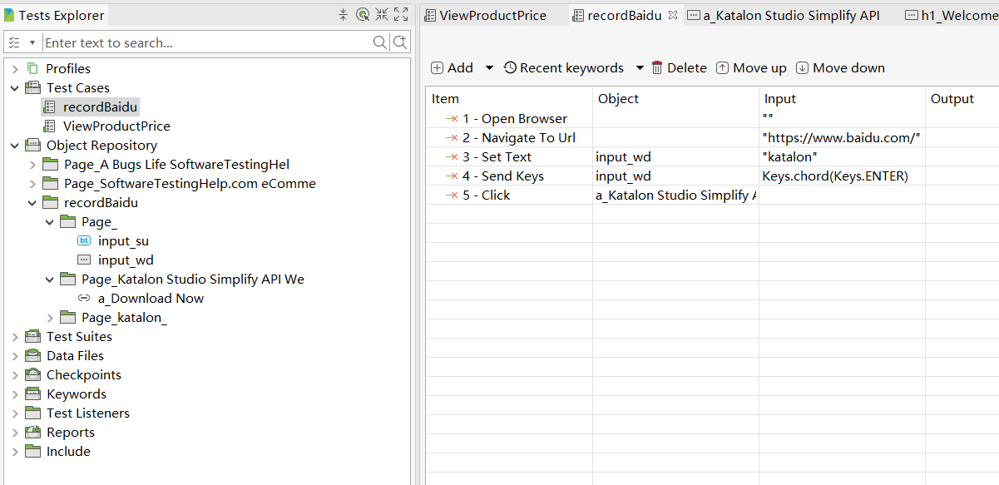 Tests Explorer
Enter text to search...
Profiles
Test Cases
recordBaidu
ViewProductPrice
Object Repository
Page_A Bugs Life SoftwareTestingHel
Page_SoftwareTestingHelp.com eComme
recordBaidu
Page_
bt input_su
input_wd
Page_Katalon Studio Simplify API We
a_Download Now
Page_katalon_
Test Suites
Data Files
Checkpoints
Keywords
Test Listeners
Reports
Include
ViewProductPrice recordBaidu a_Katalon Studio Simplify API h1_Welcome
Add Recent keywords Delete Move up Move down
Item Object Input Output
1 - Open Browser ""
2 - Navigate To Url "https://www.baidu.com/"
3 - Set Text input_wd "katalon"
4 - Send Keys input_wd Keys.chord(Keys.ENTER)
5 - Click a_Katalon Studio Simplify A